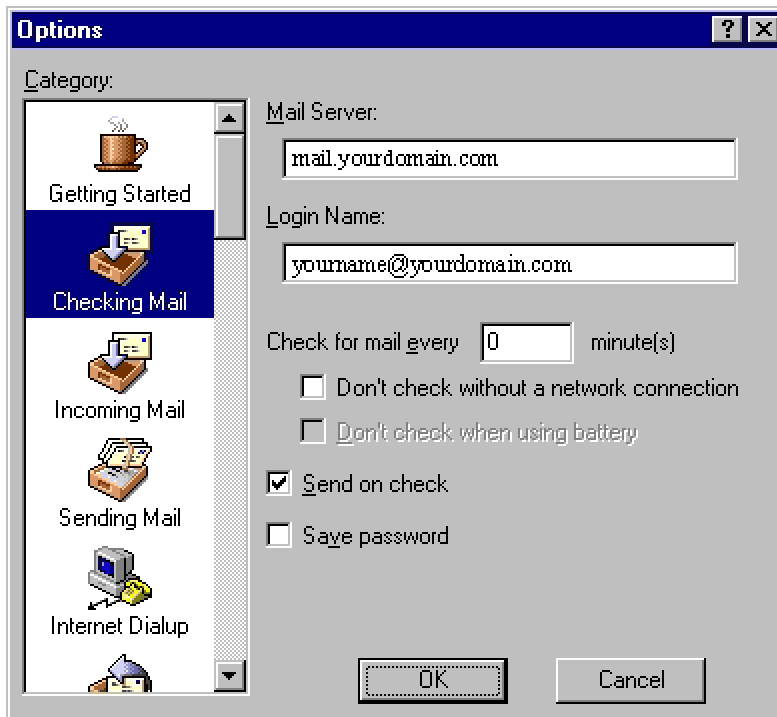 Options
Category:
Getting Started
Checking Mail
Incoming Mail
Sending Mail
Internet Dialup
Mail Server:
mail.yourdomain.com
Login Name:
yourname@yourdomain.com
Check for mail every 0 minute(s)
Don't check without a network connection
Don't check when using battery
Send on check
Save password
OK Cancel